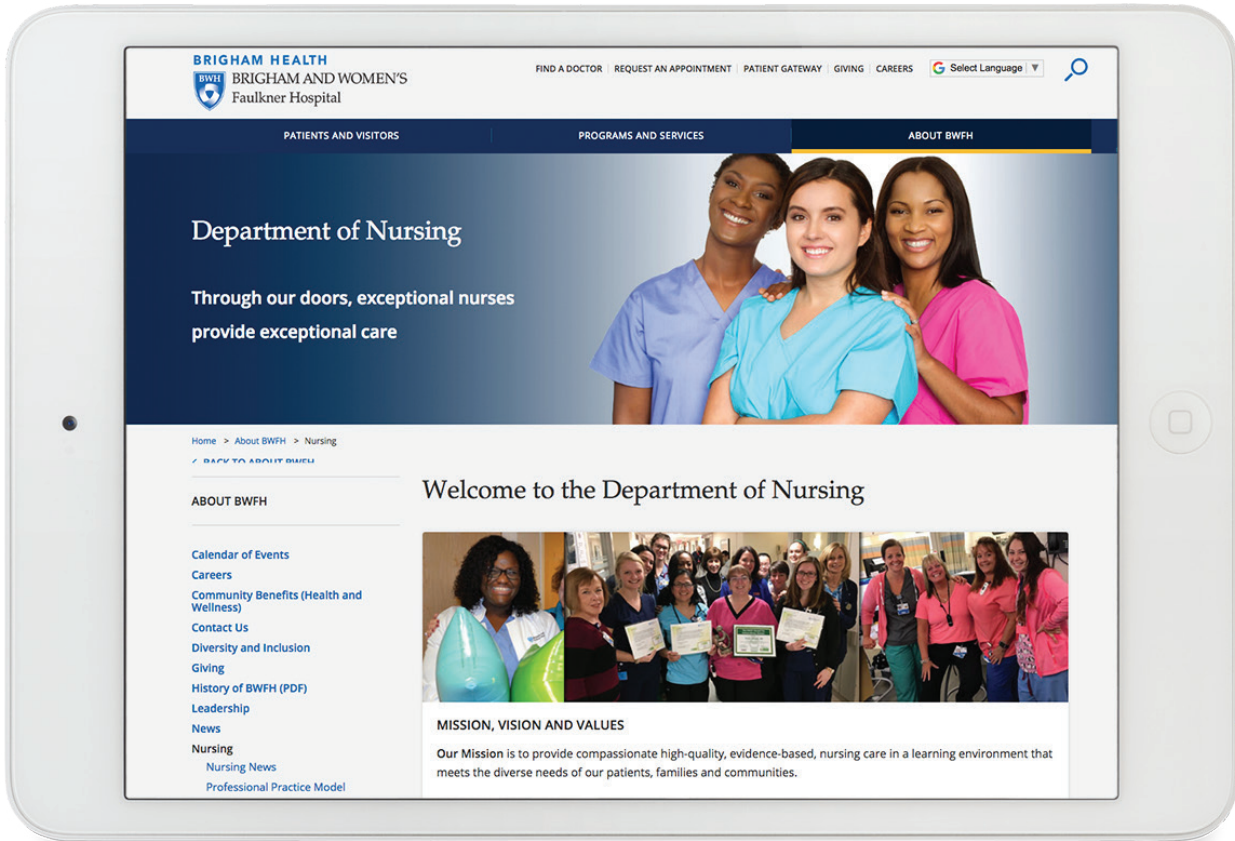 BRIGHAM HEALTH
BWH
BRIGHAM AND WOMEN'S
Faulkner Hospital
FIND A DOCTOR
REQUEST AN APPOINTMENT
PATIENT GATEWAY
GIVING
CAREERS
G Select Language ▼
PATIENTS AND VISITORS
PROGRAMS AND SERVICES
ABOUT BWFH
Department of Nursing
Through our doors, exceptional nurses
provide exceptional care
Home > About BWFH > Nursing
< BACK TO ABOUT BWFH
ABOUT BWFH
Calendar of Events
Careers
Community Benefits (Health and
Wellness)
Contact Us
Diversity and Inclusion
Giving
History of BWFH (PDF)
Leadership
News
Nursing
Nursing News
Professional Practice Model
Welcome to the Department of Nursing
MISSION, VISION AND VALUES
Our Mission is to provide compassionate high-quality, evidence-based, nursing care in a learning environment that
meets the diverse needs of our patients, families and communities.